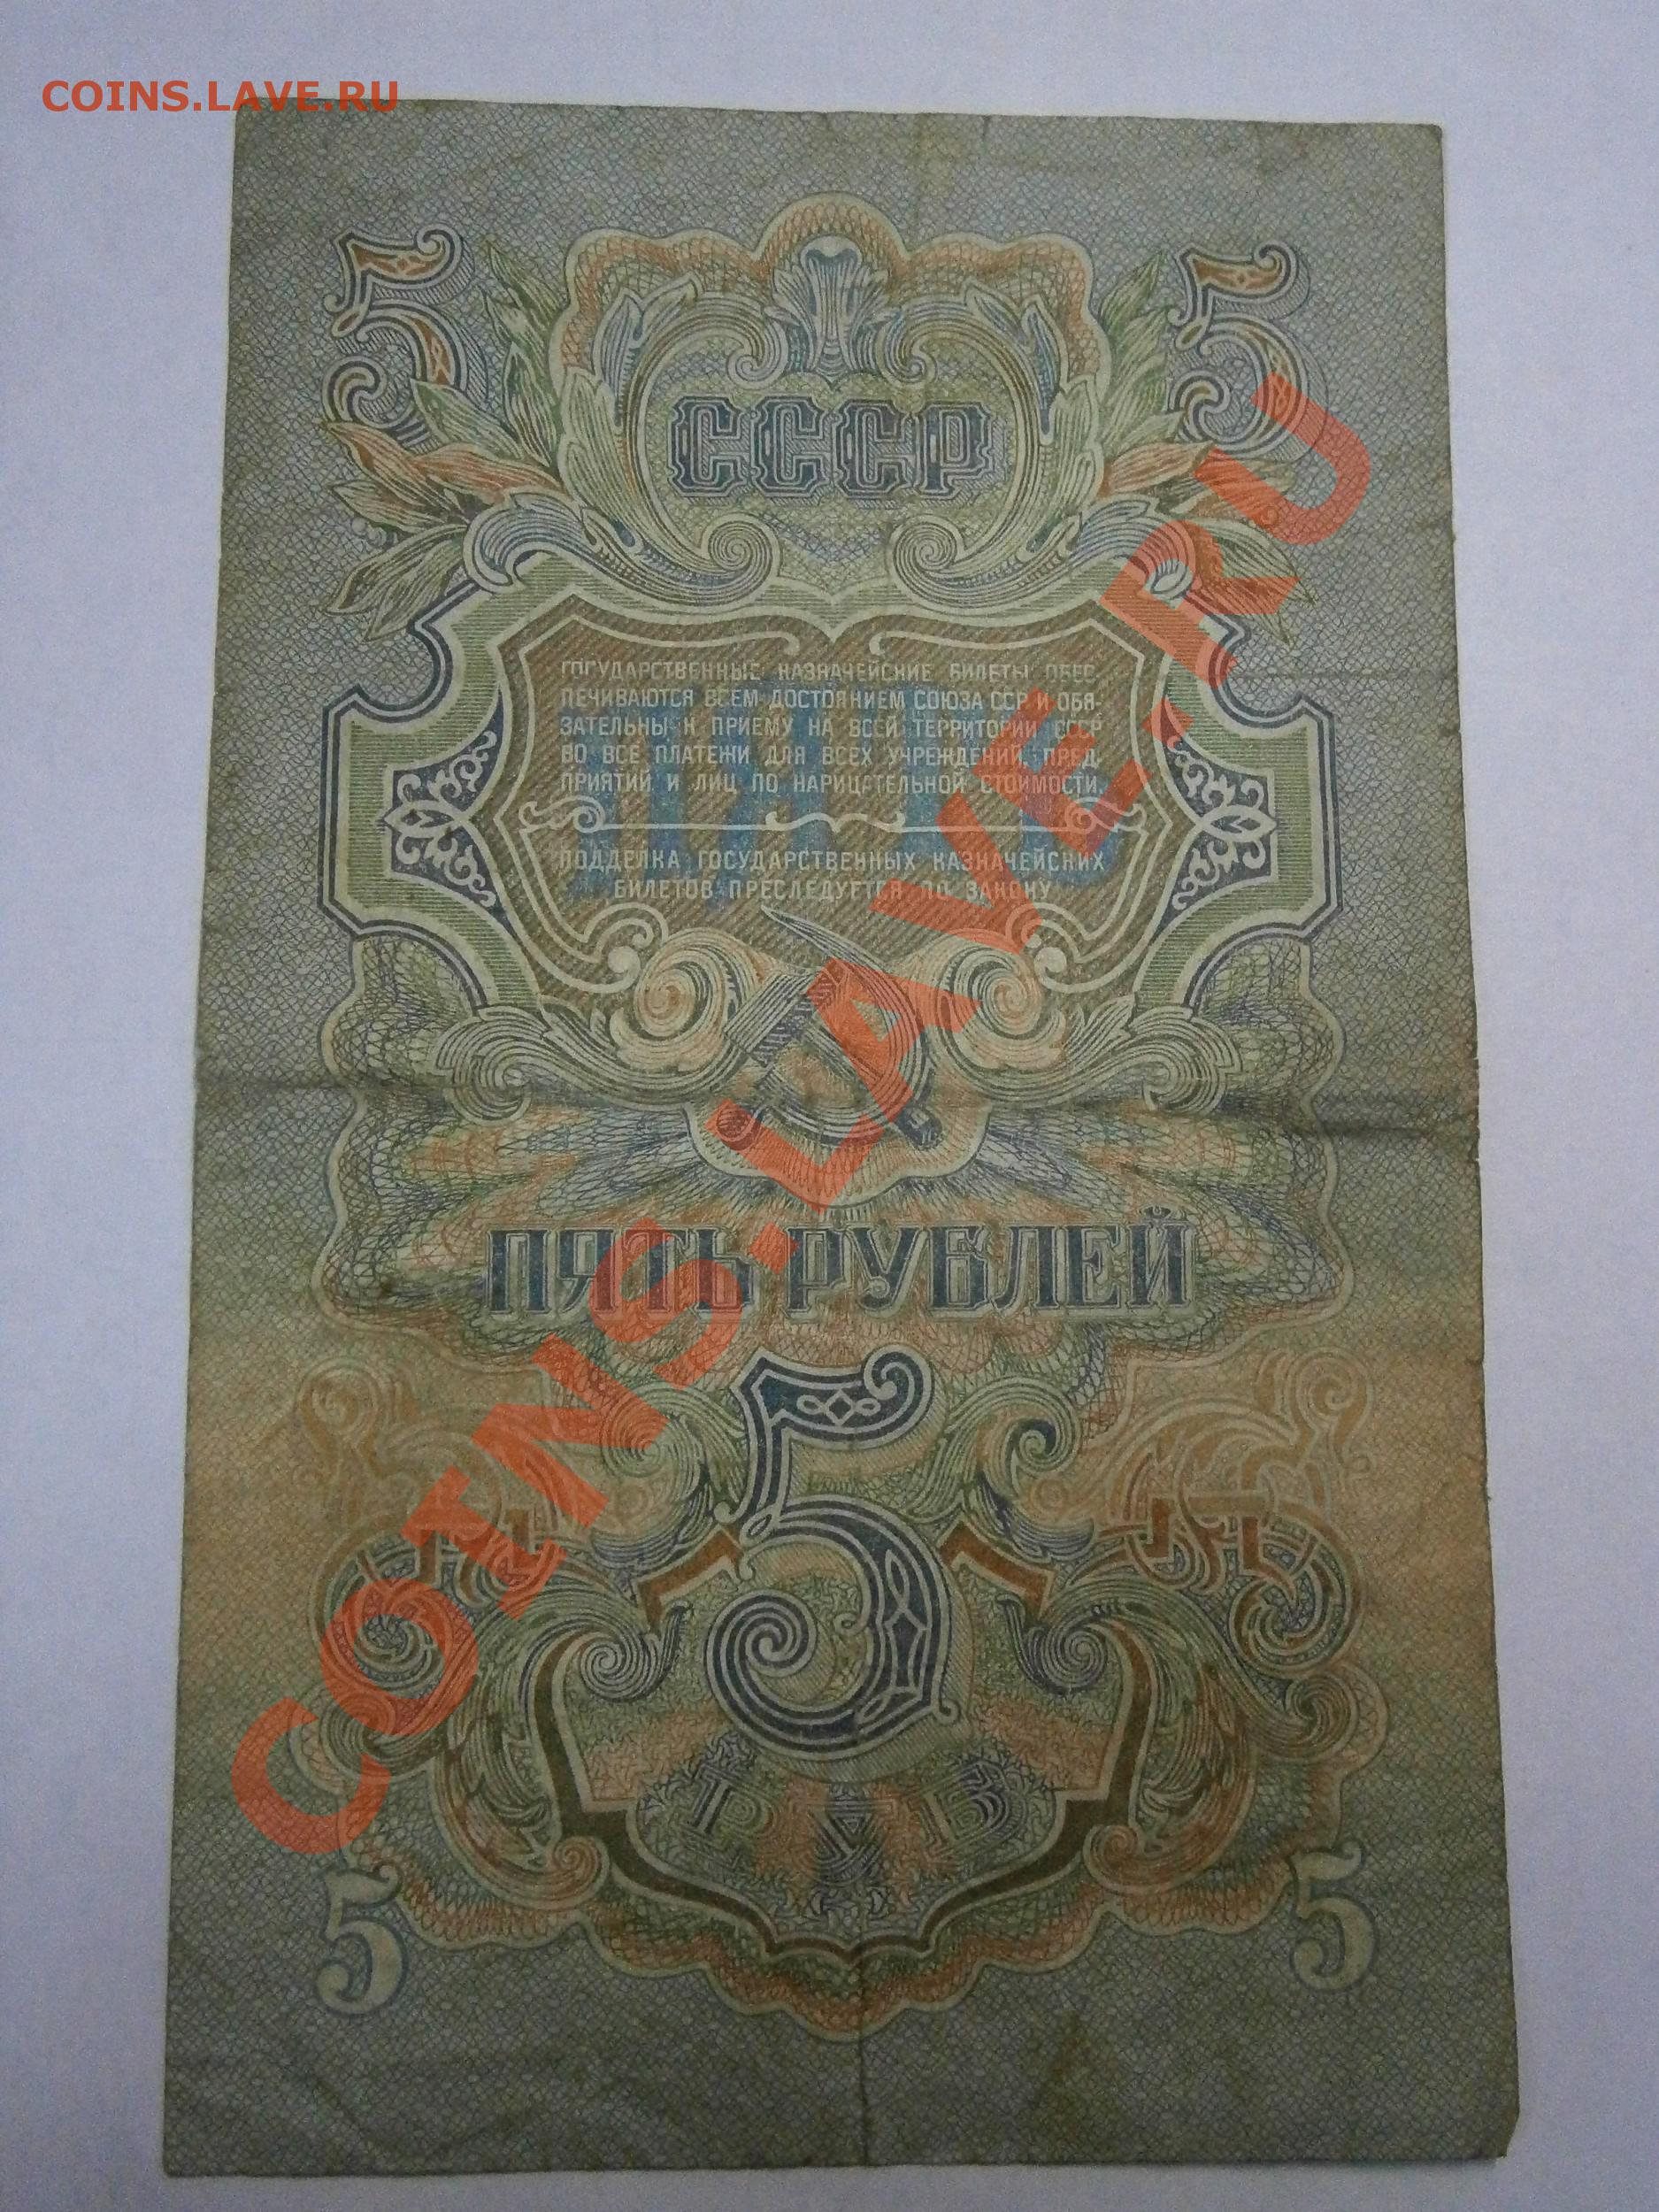 COINS.LAVE.RU
5 5
СССР
ГОСУДАРСТВЕННЫЕ КАЗНАЧЕЙСКИЕ БИЛЕТЫ ОБЕС-
ПЕЧИВАЮТСЯ ВСЕМ ДОСТОЯНИЕМ СОЮЗА ССР И ОБЯ-
ЗАТЕЛЬНЫ К ПРИЕМУ НА ВСЕЙ ТЕРРИТОРИИ СССР
ВО ВСЕ ПЛАТЕЖИ ДЛЯ ВСЕХ УЧРЕЖДЕНИЙ, ПРЕД-
ПРИЯТИЙ И ЛИЦ ПО НАРИЦАТЕЛЬНОЙ СТОИМОСТИ.
ПЯТЬ
ПОДДЕЛКА ГОСУДАРСТВЕННЫХ КАЗНАЧЕЙСКИХ
БИЛЕТОВ ПРЕСЛЕДУЕТСЯ ПО ЗАКОНУ
COINS.LAVE.RU
ПЯТЬ РУБЛЕЙ
5
РУБ
5 5